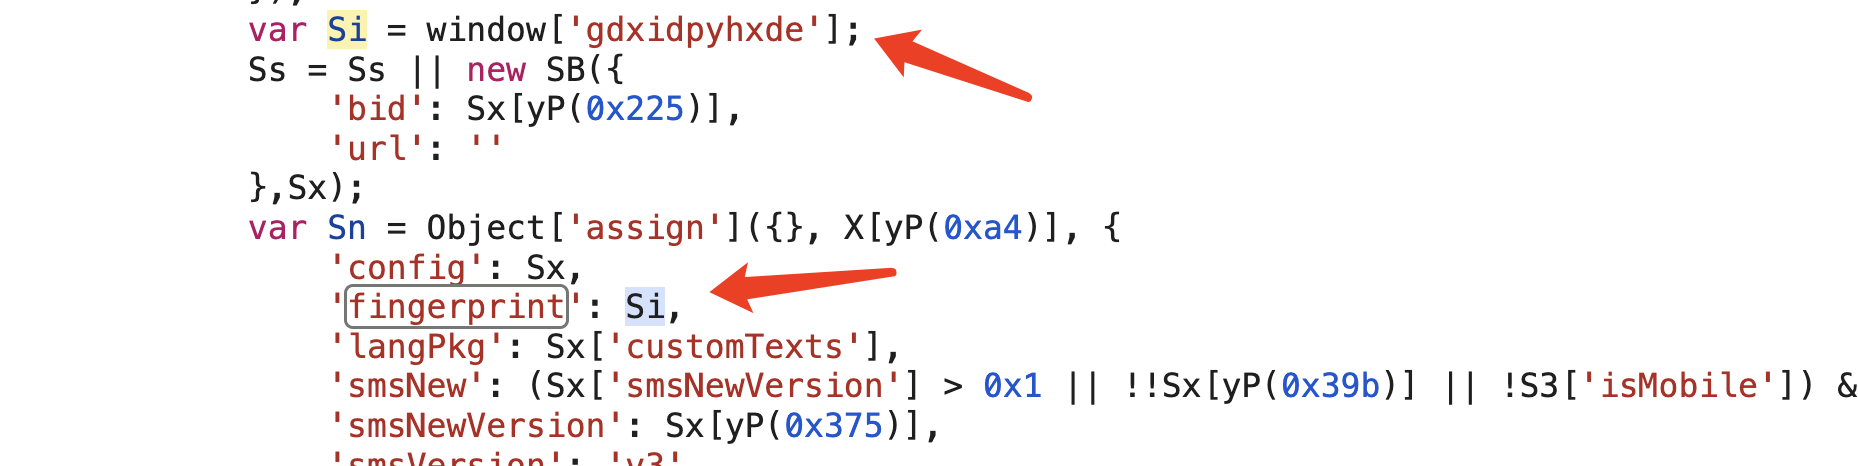 var Si = window['gdxidpyhxde'];
Ss = Ss || new SB({
'bid': Sx[yP(0x225)],
'url': ''
},Sx);
var Sn = Object['assign']({}, X[yP(0xa4)], {
'config': Sx,
'fingerprint': Si,
'langPkg': Sx['customTexts'],
'smsNew': (Sx['smsNewVersion'] > 0x1 || !!Sx[yP(0x39b)] || !S3['isMobile']) &
'smsNewVersion': Sx[yP(0x375)],
'smsVersion': 'v3'